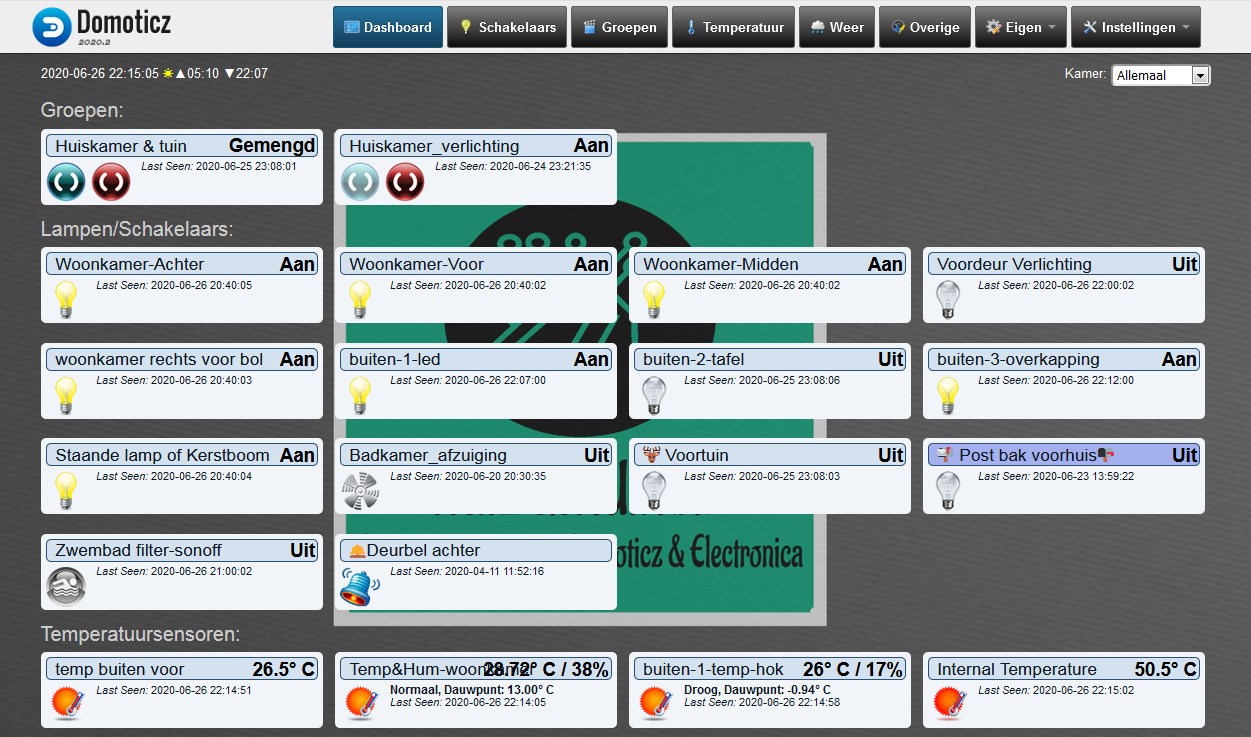 Domoticz
2020.2
Dashboard Schakelaars Groepen Temperatuur Weer Overige Eigen Instellingen
2020-06-26 22:15:05 ▲05:10 ▼22:07
Kamer: Allemaal
Groepen:
Huiskamer & tuin Gemengd
Last Seen: 2020-06-25 23:08:01
Huiskamer_verlichting Aan
Last Seen: 2020-06-24 23:21:35
Lampen/Schakelaars:
Woonkamer-Achter Aan
Last Seen: 2020-06-26 20:40:05
Woonkamer-Voor Aan
Last Seen: 2020-06-26 20:40:02
Woonkamer-Midden Aan
Last Seen: 2020-06-26 20:40:02
Voordeur Verlichting Uit
Last Seen: 2020-06-26 22:00:02
woonkamer rechts voor bol Aan
Last Seen: 2020-06-26 20:40:03
buiten-1-led Aan
Last Seen: 2020-06-26 22:07:00
buiten-2-tafel Uit
Last Seen: 2020-06-25 23:08:06
buiten-3-overkapping Aan
Last Seen: 2020-06-26 22:12:00
Staande lamp of Kerstboom Aan
Last Seen: 2020-06-26 20:40:04
Badkamer_afzuiging Uit
Last Seen: 2020-06-20 20:30:35
Voortuin Uit
Last Seen: 2020-06-25 23:08:03
Post bak voorhuis Uit
Last Seen: 2020-06-23 13:59:22
Zwembad filter-sonoff Uit
Last Seen: 2020-06-26 21:00:02
Deurbel achter
Last Seen: 2020-04-11 11:52:16
oticz & Electronica
Temperatuursensoren:
temp buiten voor 26.5° C
Last Seen: 2020-06-26 22:14:51
Temp&Hum-woonkamer 28.72° C / 38%
Normaal, Dauwpunt: 13.00° C
Last Seen: 2020-06-26 22:14:05
buiten-1-temp-hok 26° C / 17%
Droog, Dauwpunt: -0.94° C
Last Seen: 2020-06-26 22:14:58
Internal Temperature 50.5° C
Last Seen: 2020-06-26 22:15:02